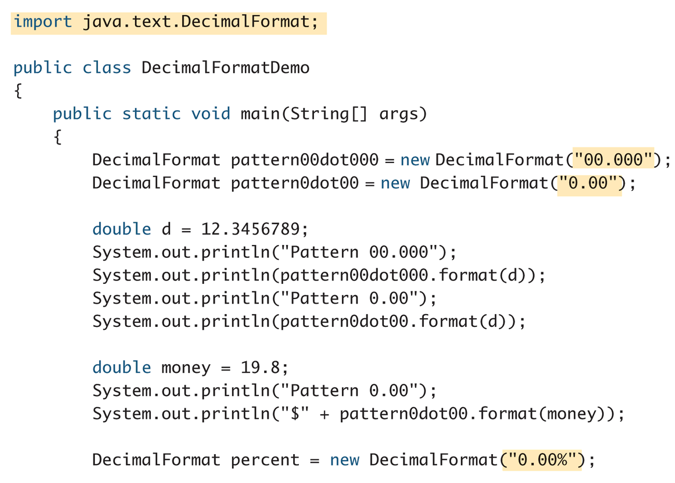 import java.text.DecimalFormat;
public class DecimalFormatDemo
{
public static void main(String[] args)
{
DecimalFormat pattern00dot000 = new DecimalFormat("00.000");
DecimalFormat pattern0dot00 = new DecimalFormat("0.00");
double d = 12.3456789;
System.out.println("Pattern 00.000");
System.out.println(pattern00dot000.format(d));
System.out.println("Pattern 0.00");
System.out.println(pattern0dot00.format(d));
double money = 19.8;
System.out.println("Pattern 0.00");
System.out.println("$" + pattern0dot00.format(money));
DecimalFormat percent = new DecimalFormat("0.00%");